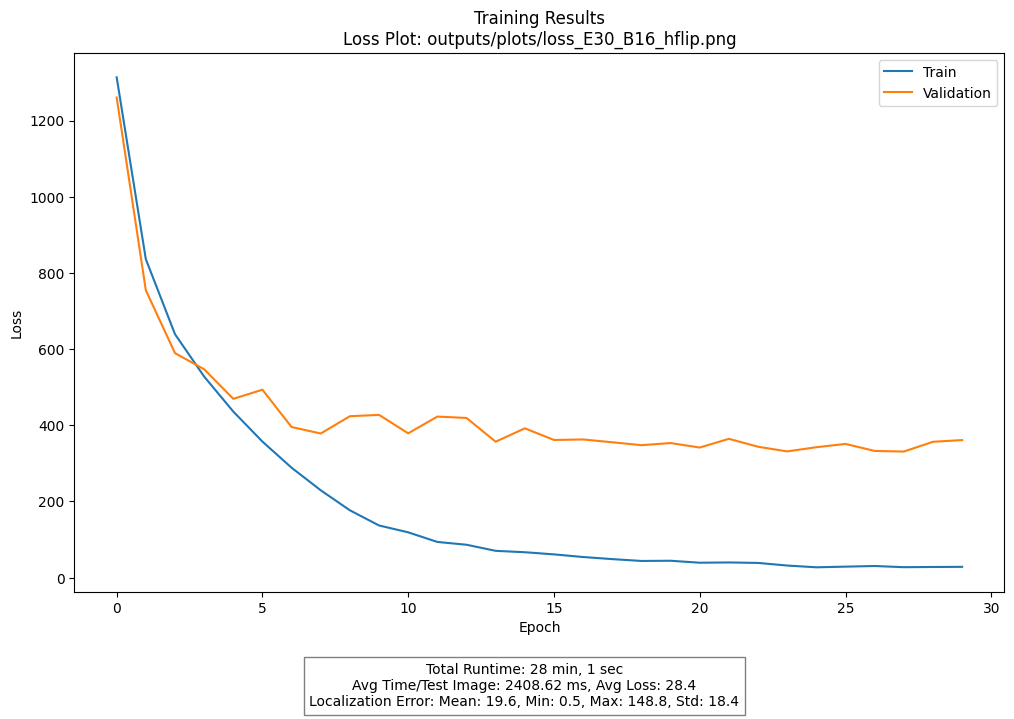 Training Results
Loss Plot: outputs/plots/loss_E30_B16_hflip.png
Train
Validation
1200
1000
800
600
400
200
0
Loss
0 5 10 15 20 25 30
Epoch
Total Runtime: 28 min, 1 sec
Avg Time/Test Image: 2408.62 ms, Avg Loss: 28.4
Localization Error: Mean: 19.6, Min: 0.5, Max: 148.8, Std: 18.4